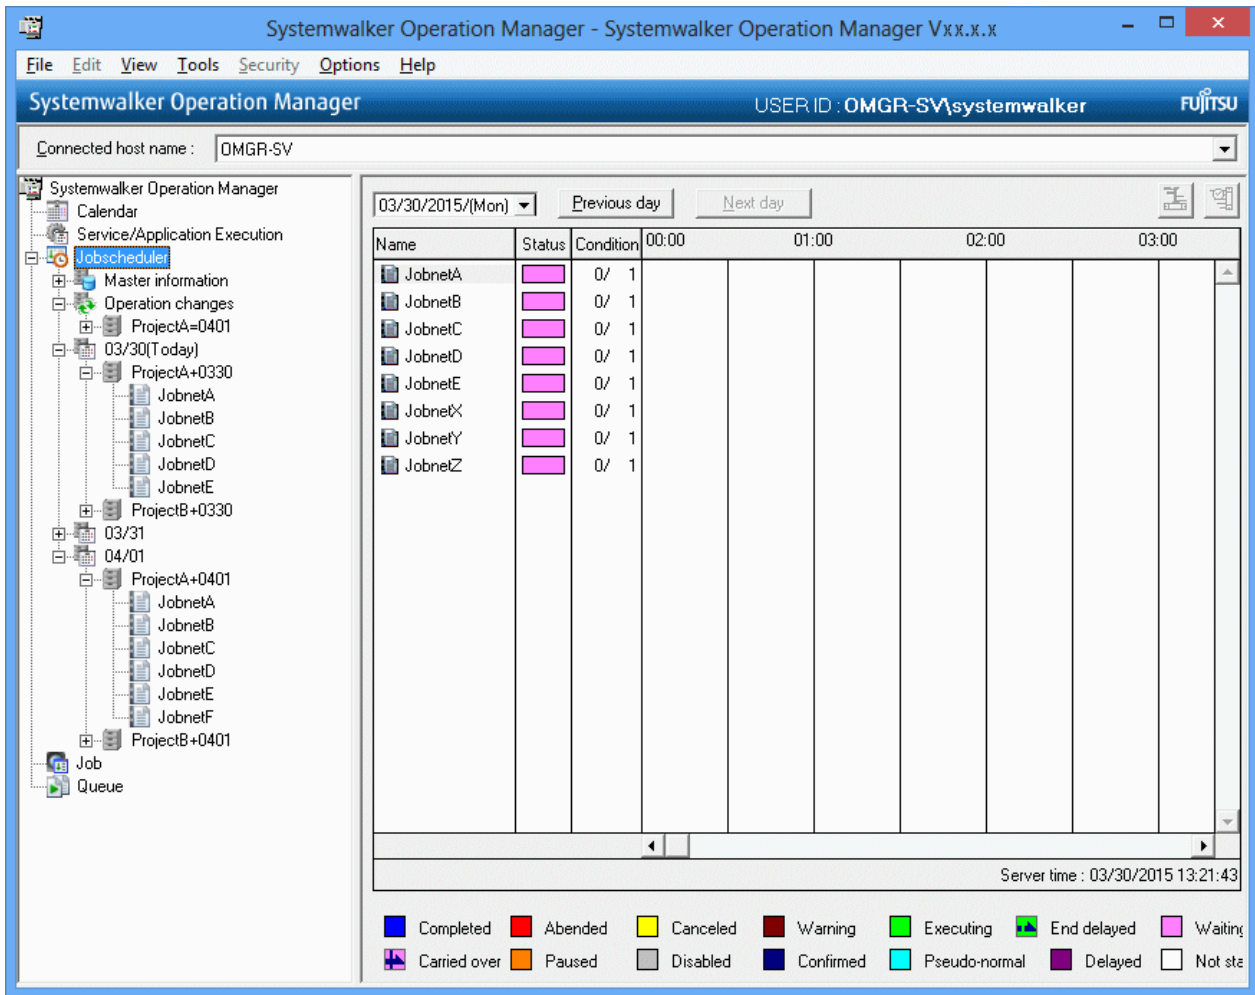 Systemwalker Operation Manager - Systemwalker Operation Manager Vxx.x.x
File Edit View Tools Security Options Help
Systemwalker Operation Manager USER ID : OMGR-SV\systemwalker FUJITSU
Connected host name : OMGR-SV
Systemwalker Operation Manager
Calendar
Service/Application Execution
Jobscheduler
Master information
Operation changes
ProjectA=0401
03/30(Today)
ProjectA+0330
JobnetA
JobnetB
JobnetC
JobnetD
JobnetE
ProjectB+0330
03/31
04/01
ProjectA+0401
JobnetA
JobnetB
JobnetC
JobnetD
JobnetE
JobnetF
ProjectB+0401
Job
Queue
03/30/2015/(Mon) Previous day Next day
Name Status Condition 00:00 01:00 02:00 03:00
JobnetA 0/ 1
JobnetB 0/ 1
JobnetC 0/ 1
JobnetD 0/ 1
JobnetE 0/ 1
JobnetX 0/ 1
JobnetY 0/ 1
JobnetZ 0/ 1
Server time : 03/30/2015 13:21:43
Completed Abended Canceled Warning Executing End delayed Waiting
Carried over Paused Disabled Confirmed Pseudo-normal Delayed Not sta